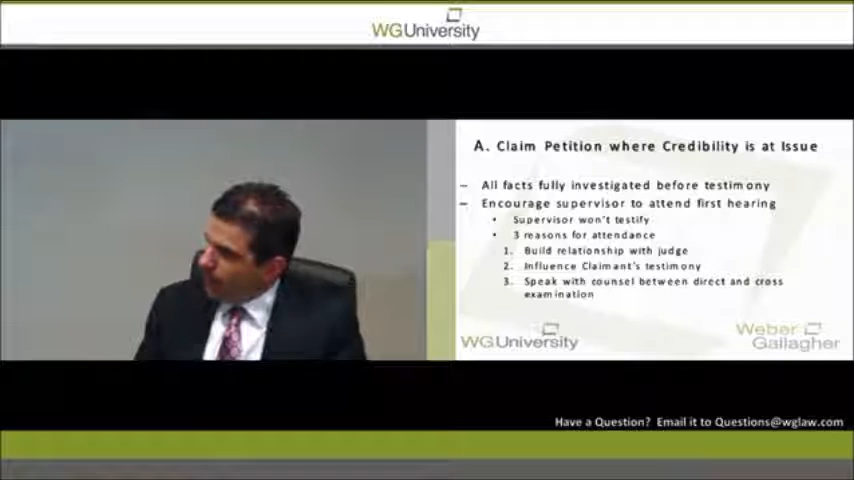 WGUniversity
A. Claim Petition where Credibility is at Issue
– All facts fully investigated before testimony
– Encourage supervisor to attend first hearing
• Supervisor won't testify
• 3 reasons for attendance
1. Build relationship with judge
2. Influence Claimant's testimony
3. Speak with counsel between direct and cross
examination
WGUniversity
Weber
Gallagher
Have a Question? Email it to Questions@wglaw.com